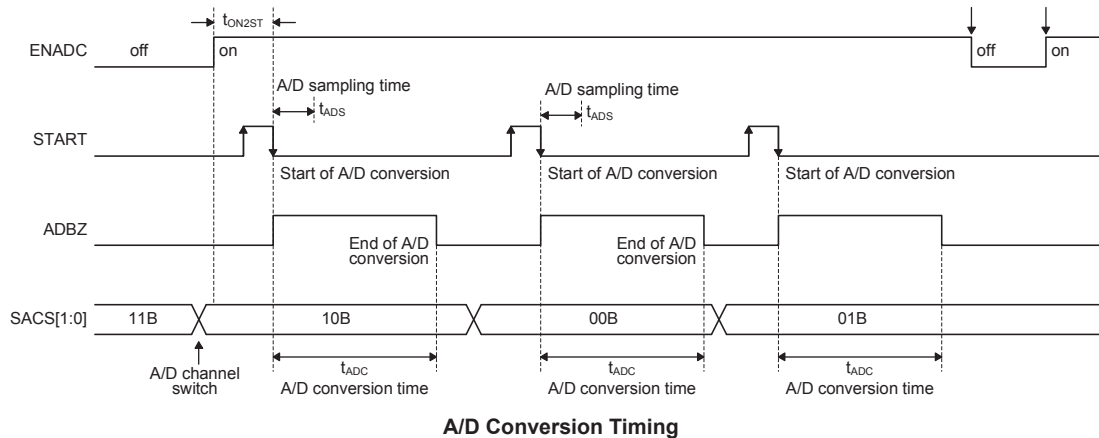 tON2ST
ENADC off on off on
A/D sampling time A/D sampling time
tADS tADS
START
Start of A/D conversion Start of A/D conversion Start of A/D conversion
ADBZ
End of A/D conversion End of A/D conversion
SACS[1:0] 11B 10B 00B 01B
A/D channel switch
tADC tADC tADC
A/D conversion time A/D conversion time A/D conversion time
A/D Conversion Timing